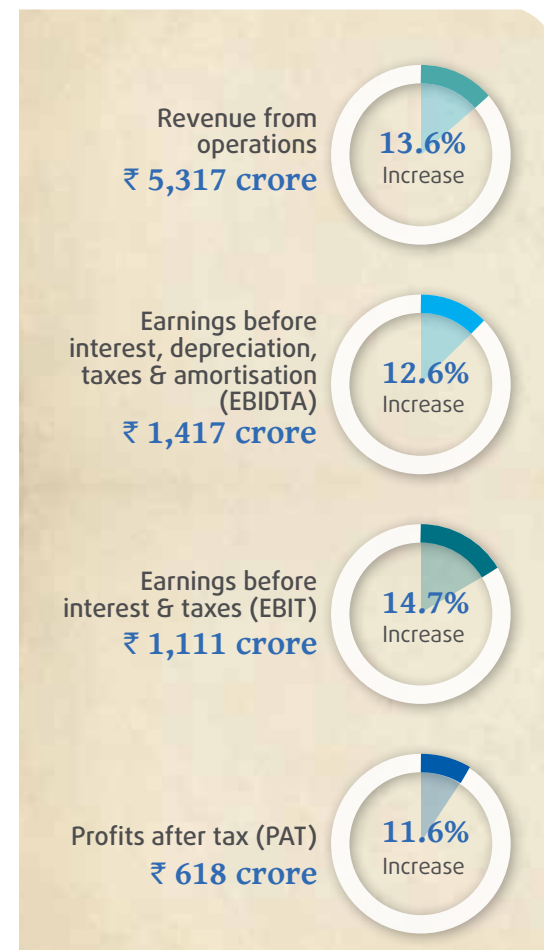 Revenue from
operations
₹ 5,317 crore
13.6%
Increase
Earnings before
interest, depreciation,
taxes & amortisation
(EBIDTA)
₹ 1,417 crore
12.6%
Increase
Earnings before
interest & taxes (EBIT)
₹ 1,111 crore
14.7%
Increase
Profits after tax (PAT)
₹ 618 crore
11.6%
Increase